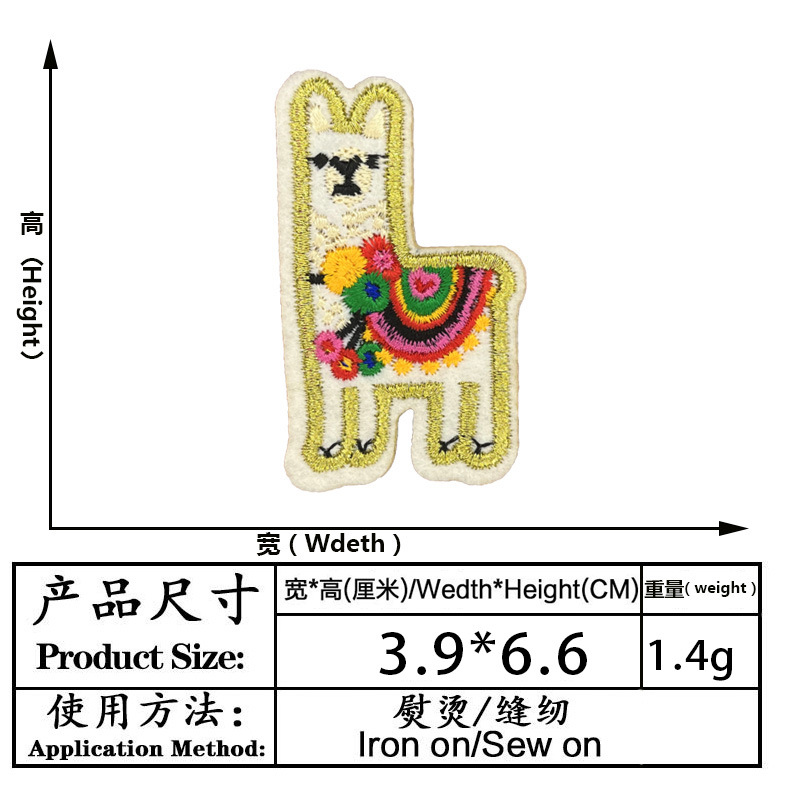 高
(Height)
宽 ( Wdeth )
产品尺寸
Product Size:
宽*高(厘米)/Wedth*Height(CM)
重量( weight )
3.9*6.6
1.4g
使用方法：
Application Method:
熨烫/缝纫
Iron on/Sew on